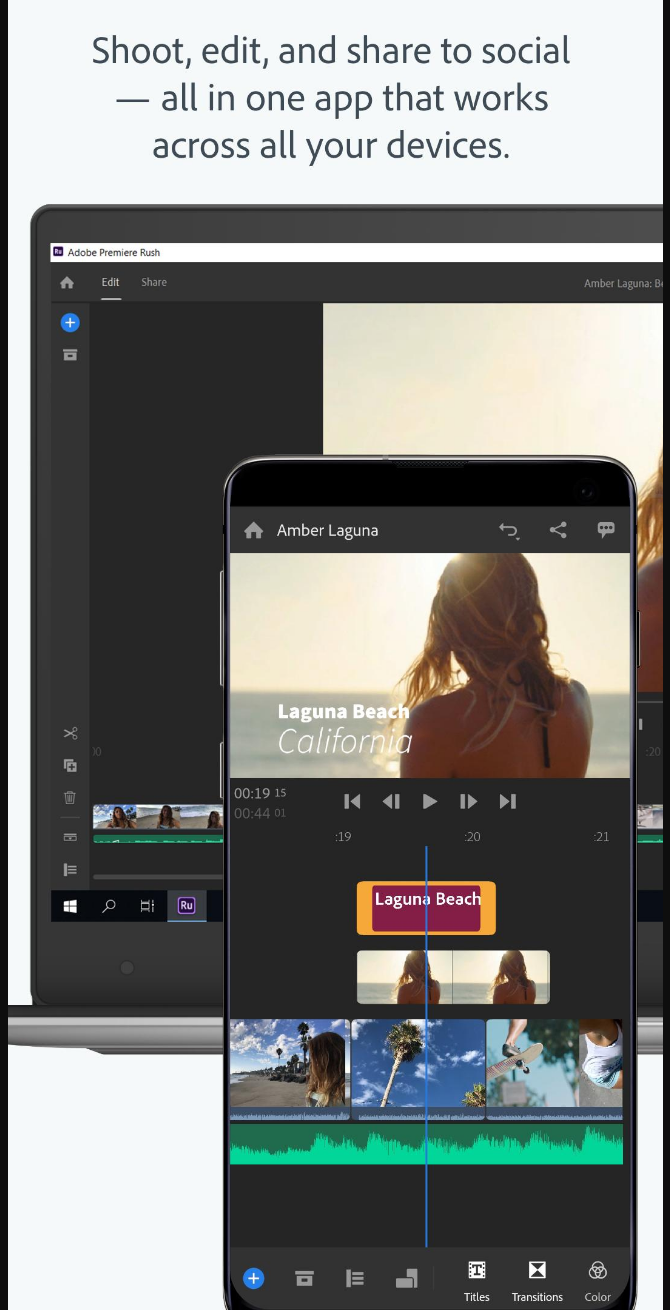 Shoot, edit, and share to social
— all in one app that works
across all your devices.
Ru Adobe Premiere Rush
Edit Share
Amber Laguna: Be
Amber Laguna
Laguna Beach
California
00:19 15
00:44 01
:19 :20 :21
:20
Laguna Beach
Ru
Titles Transitions Color